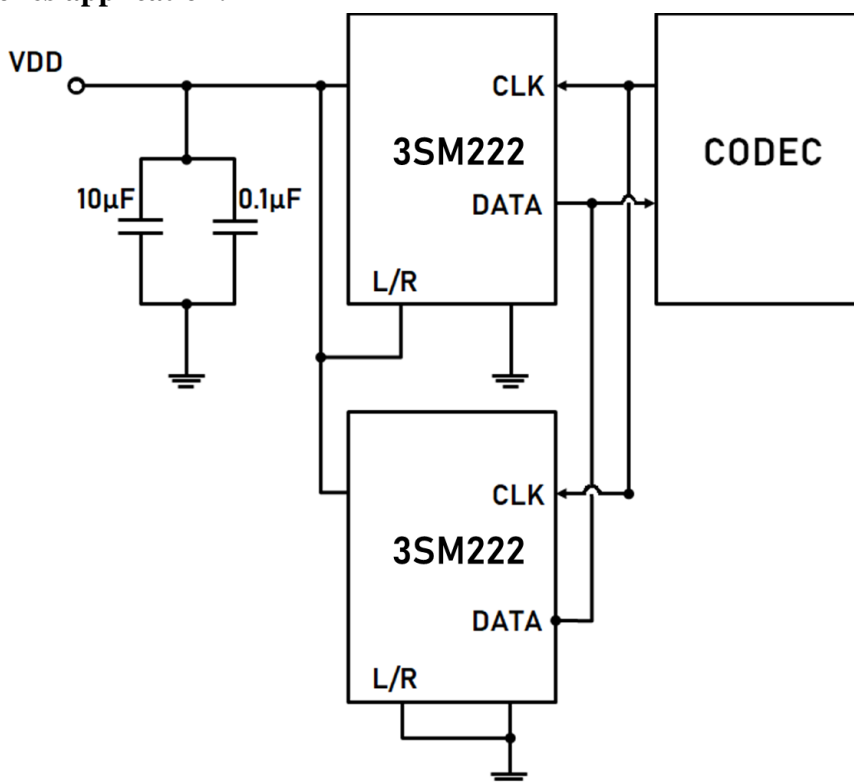 VDD
CLK
3SM222
CODEC
10µF
0.1µF
DATA
L/R
CLK
3SM222
DATA
L/R